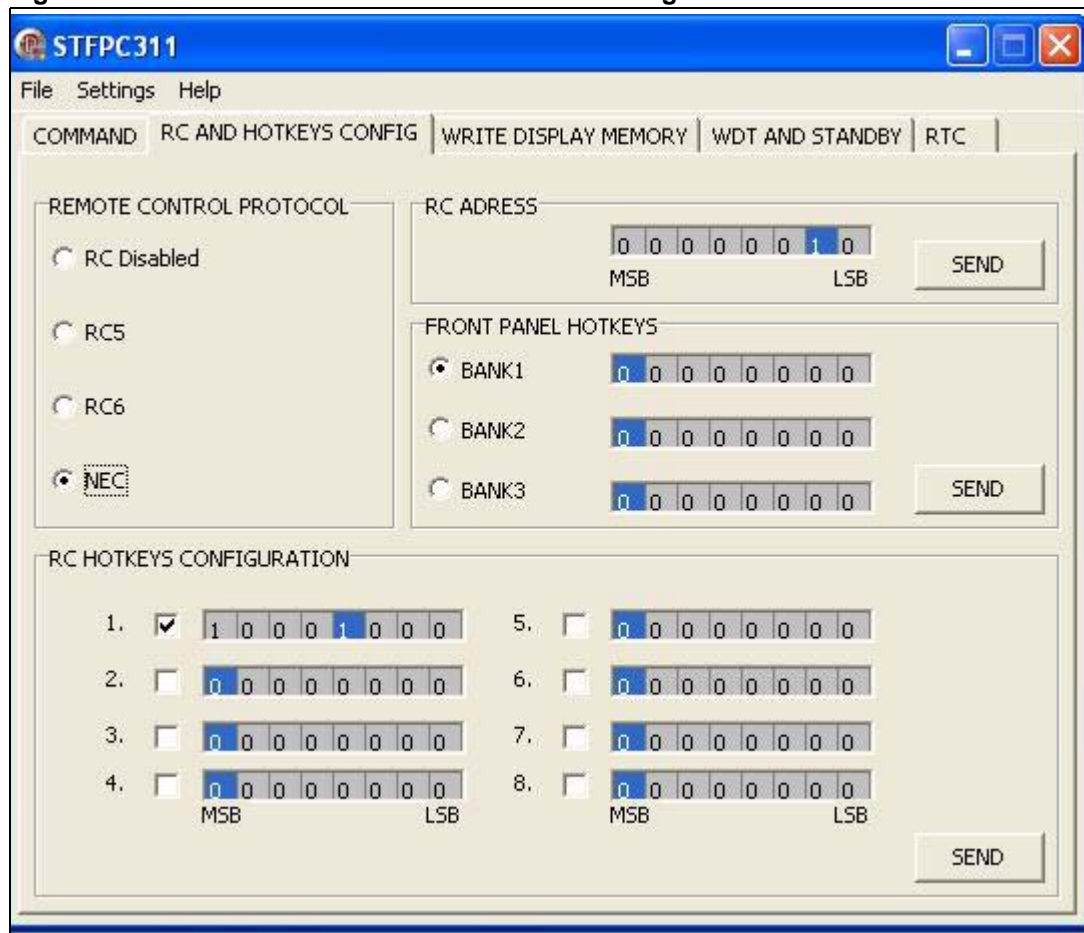 STFPC311
File Settings Help
COMMAND RC AND HOTKEYS CONFIG WRITE DISPLAY MEMORY WDT AND STANDBY RTC
REMOTE CONTROL PROTOCOL
RC Disabled
RC5
RC6
NEC
RC ADRESS
0 0 0 0 0 0 1 0
MSB LSB
SEND
FRONT PANEL HOTKEYS
BANK1 0 0 0 0 0 0 0 0
BANK2 0 0 0 0 0 0 0 0
BANK3 0 0 0 0 0 0 0 0
SEND
RC HOTKEYS CONFIGURATION
1. 1 0 0 0 1 0 0 0
2. 0 0 0 0 0 0 0 0
3. 0 0 0 0 0 0 0 0
4. 0 0 0 0 0 0 0 0
MSB LSB
5. 0 0 0 0 0 0 0 0
6. 0 0 0 0 0 0 0 0
7. 0 0 0 0 0 0 0 0
8. 0 0 0 0 0 0 0 0
MSB LSB
SEND